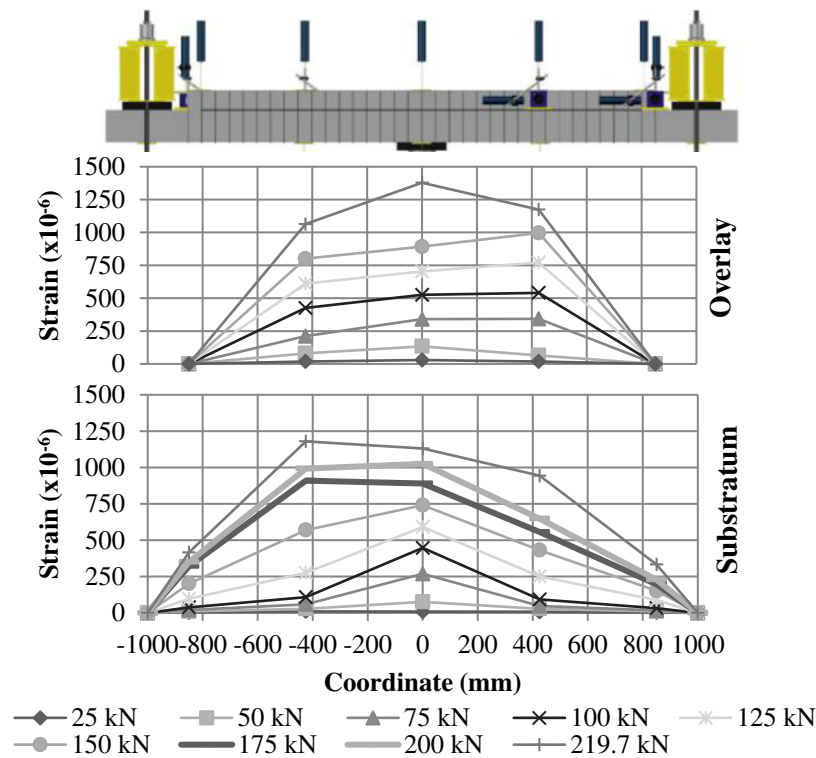 1500
1250
1000
750
500
250
0
Strain (x10⁻⁶)
Overlay
1500
1250
1000
750
500
250
0
Strain (x10⁻⁶)
Substratum
-1000 -800 -600 -400 -200 0 200 400 600 800 1000
Coordinate (mm)
25 kN 50 kN 75 kN 100 kN 125 kN
150 kN 175 kN 200 kN 219.7 kN